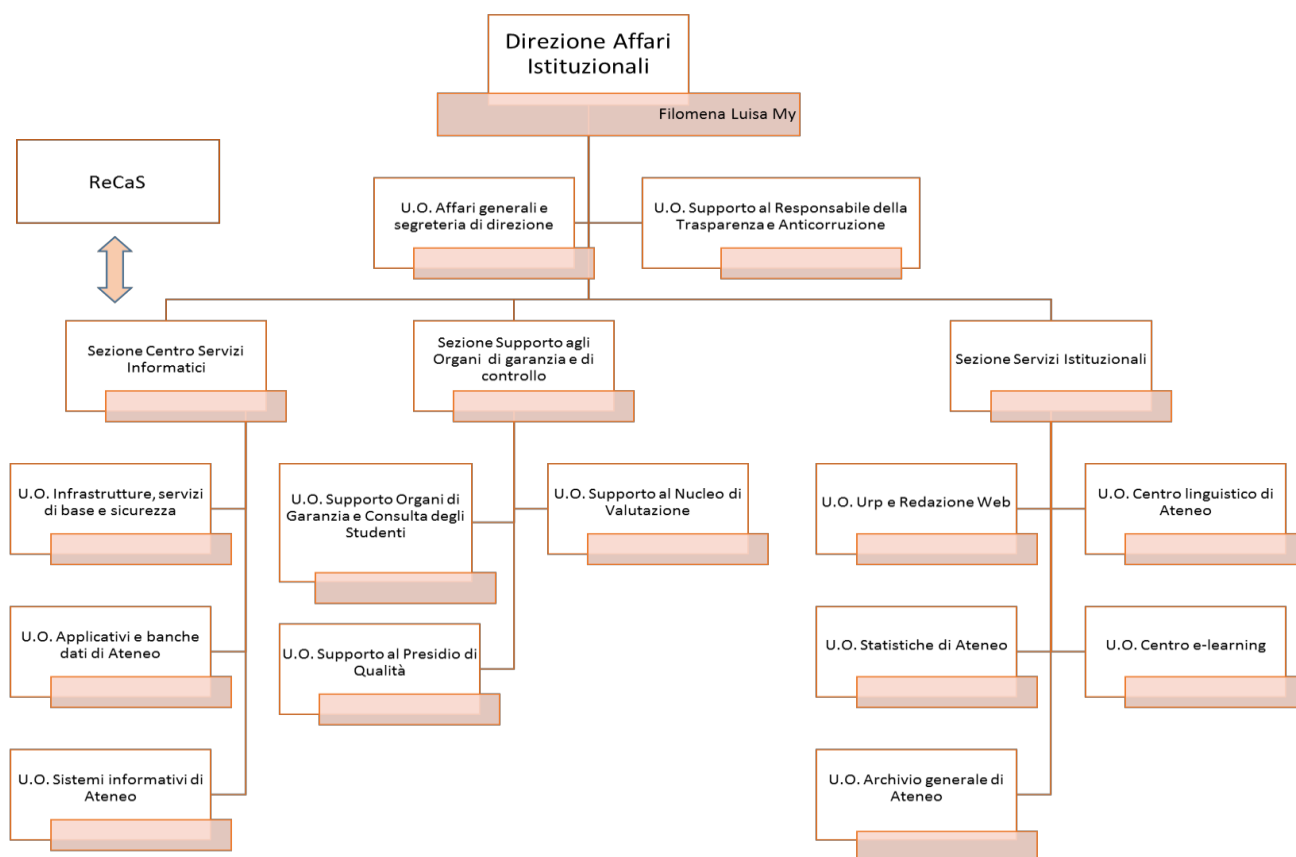 Direzione Affari
Istituzionali
Filomena Luisa My
ReCaS
U.O. Affari generali e
segreteria di direzione
U.O. Supporto al Responsabile della
Trasparenza e Anticorruzione
Sezione Centro Servizi
Informatici
Sezione Supporto agli
Organi di garanzia e di
controllo
Sezione Servizi Istituzionali
U.O. Infrastrutture, servizi
di base e sicurezza
U.O. Supporto Organi di
Garanzia e Consulta degli
Studenti
U.O. Supporto al Nucleo di
Valutazione
U.O. Urp e Redazione Web
U.O. Centro linguistico di
Ateneo
U.O. Applicativi e banche
dati di Ateneo
U.O. Supporto al Presidio di
Qualità
U.O. Statistiche di Ateneo
U.O. Centro e-learning
U.O. Sistemi informativi di
Ateneo
U.O. Archivio generale di
Ateneo